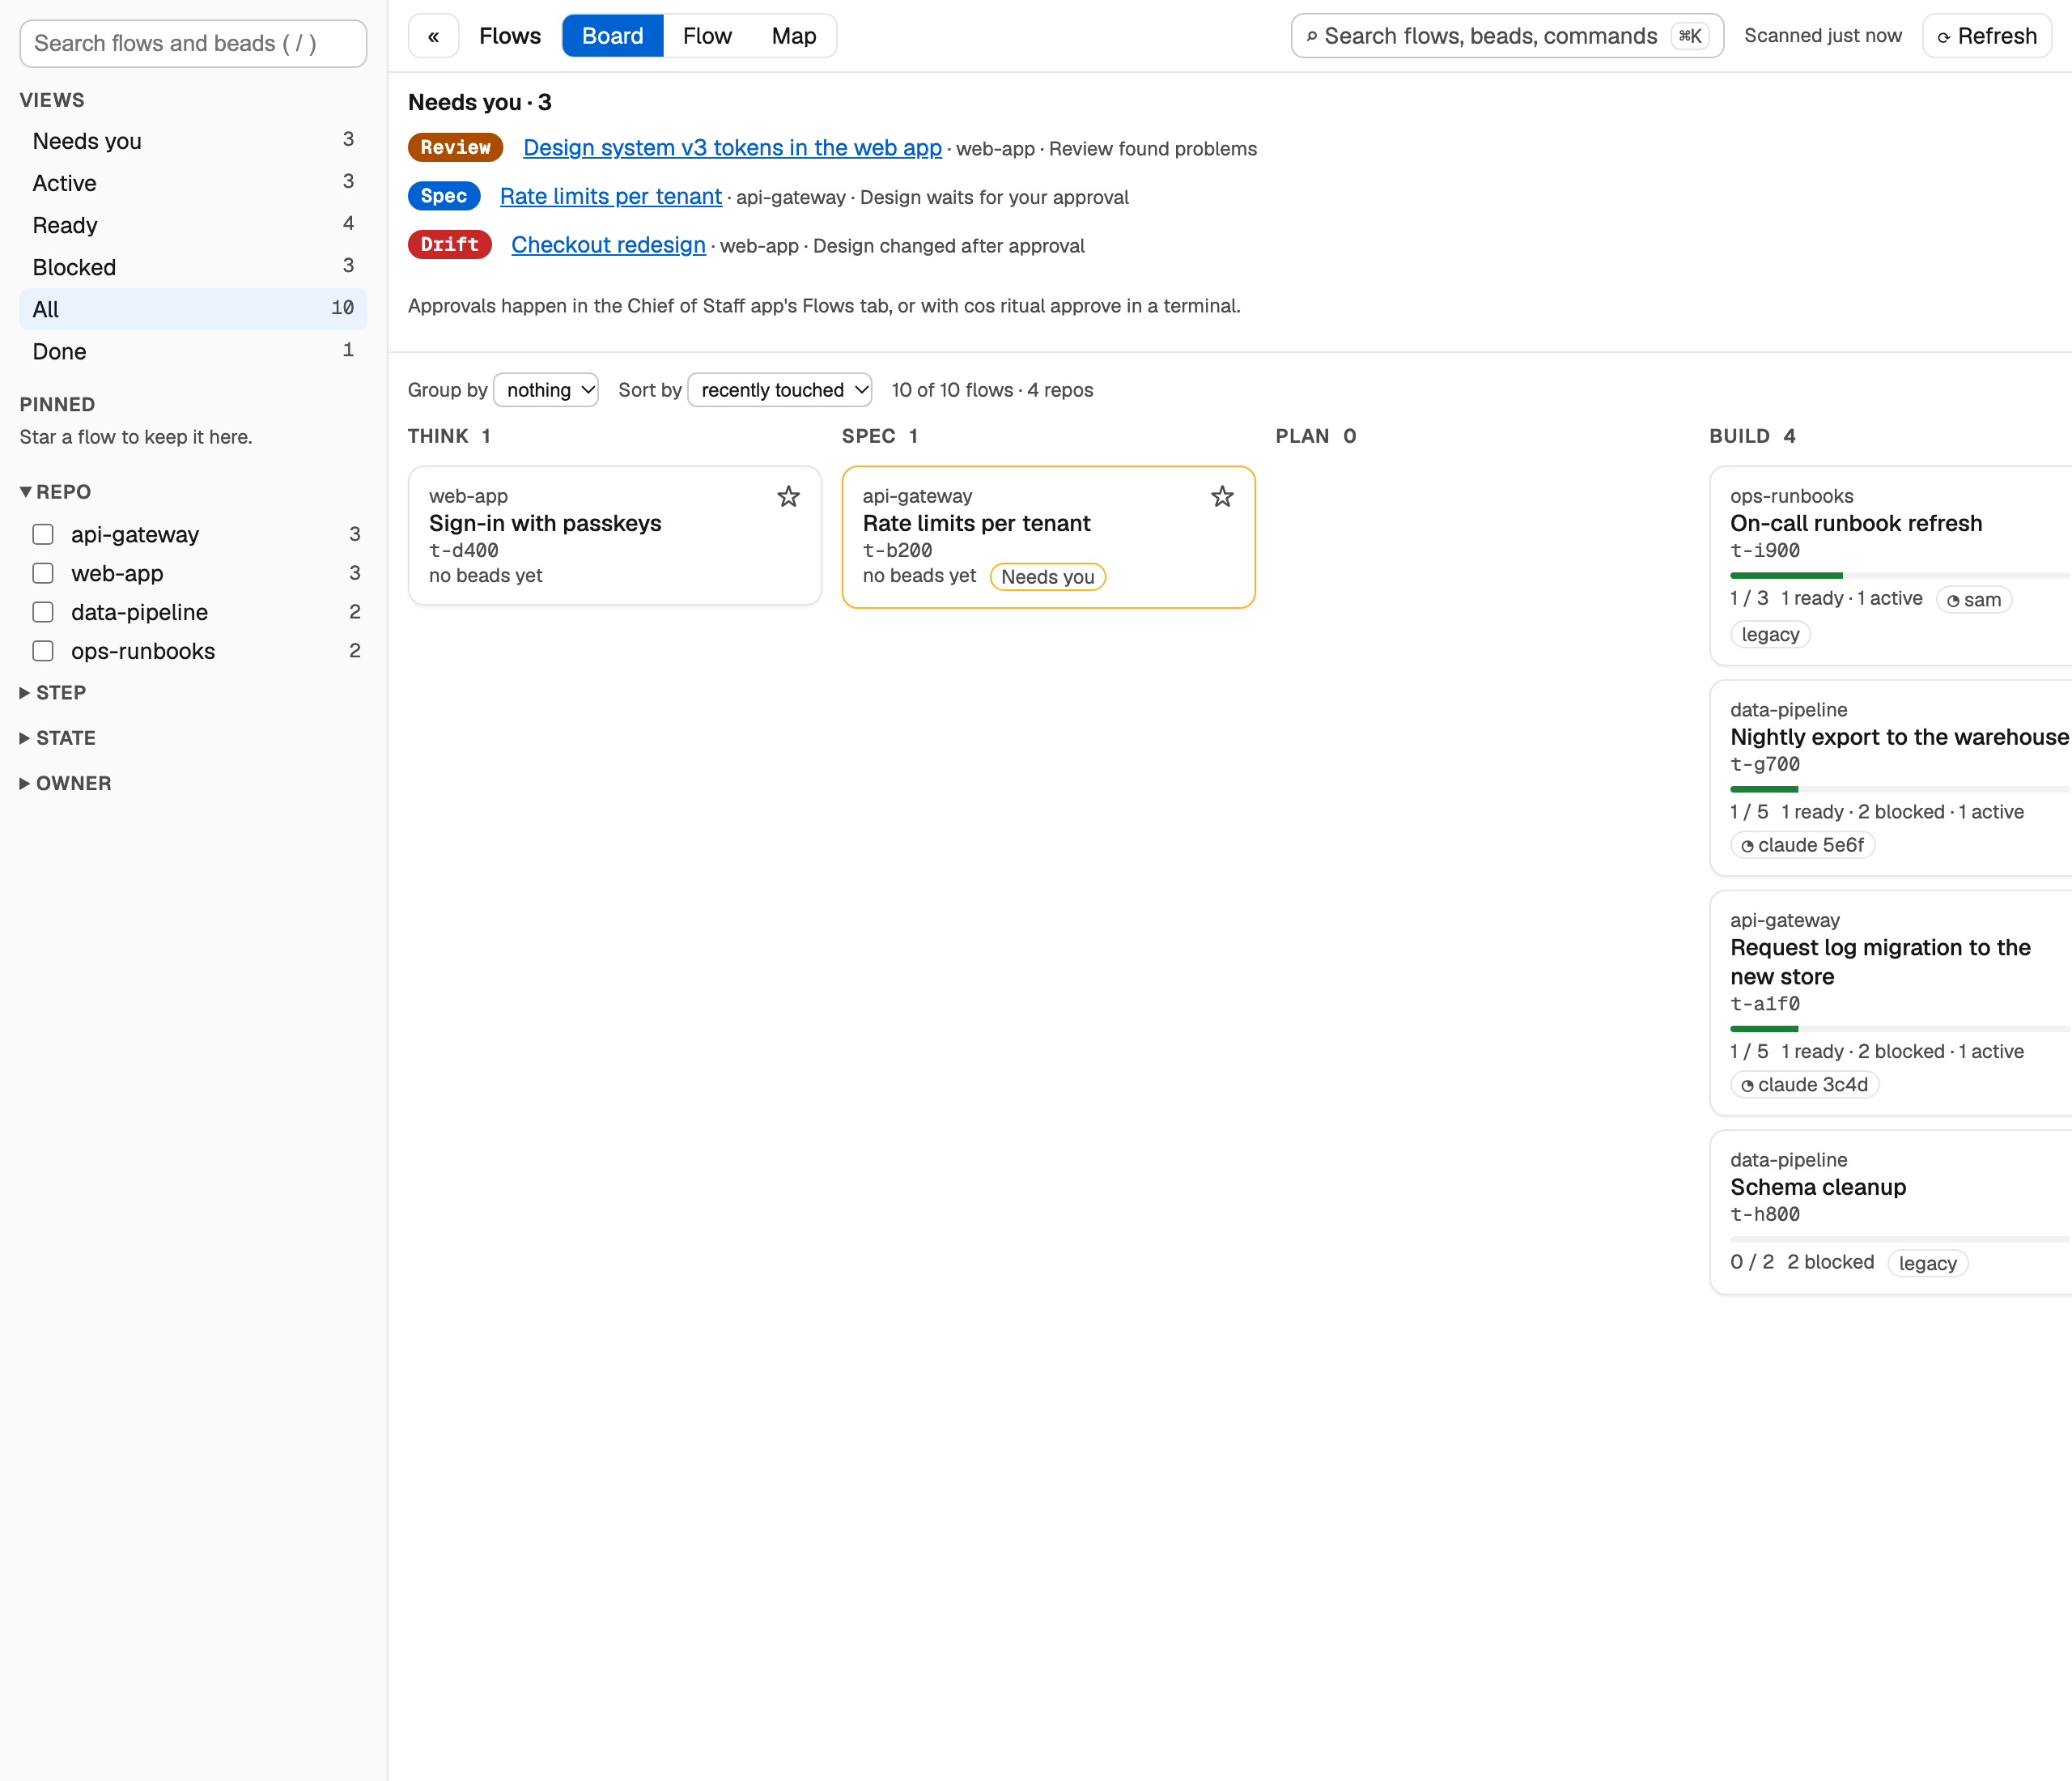 Search flows and beads ( / )
VIEWS
Needs you 3
Active 3
Ready 4
Blocked 3
All 10
Done 1
PINNED
Star a flow to keep it here.
▼ REPO
api-gateway 3
web-app 3
data-pipeline 2
ops-runbooks 2
▶ STEP
▶ STATE
▶ OWNER
« Flows Board Flow Map
Search flows, beads, commands ⌘K Scanned just now ⟳ Refresh
Needs you · 3
Review Design system v3 tokens in the web app · web-app · Review found problems
Spec Rate limits per tenant · api-gateway · Design waits for your approval
Drift Checkout redesign · web-app · Design changed after approval
Approvals happen in the Chief of Staff app's Flows tab, or with cos ritual approve in a terminal.
Group by nothing Sort by recently touched 10 of 10 flows · 4 repos
THINK 1
web-app
Sign-in with passkeys
t-d400
no beads yet
SPEC 1
api-gateway
Rate limits per tenant
t-b200
no beads yet Needs you
PLAN 0
BUILD 4
ops-runbooks
On-call runbook refresh
t-i900
1 / 3 1 ready · 1 active sam
legacy
data-pipeline
Nightly export to the warehouse
t-g700
1 / 5 1 ready · 2 blocked · 1 active
claude 5e6f
api-gateway
Request log migration to the
new store
t-a1f0
1 / 5 1 ready · 2 blocked · 1 active
claude 3c4d
data-pipeline
Schema cleanup
t-h800
0 / 2 2 blocked legacy